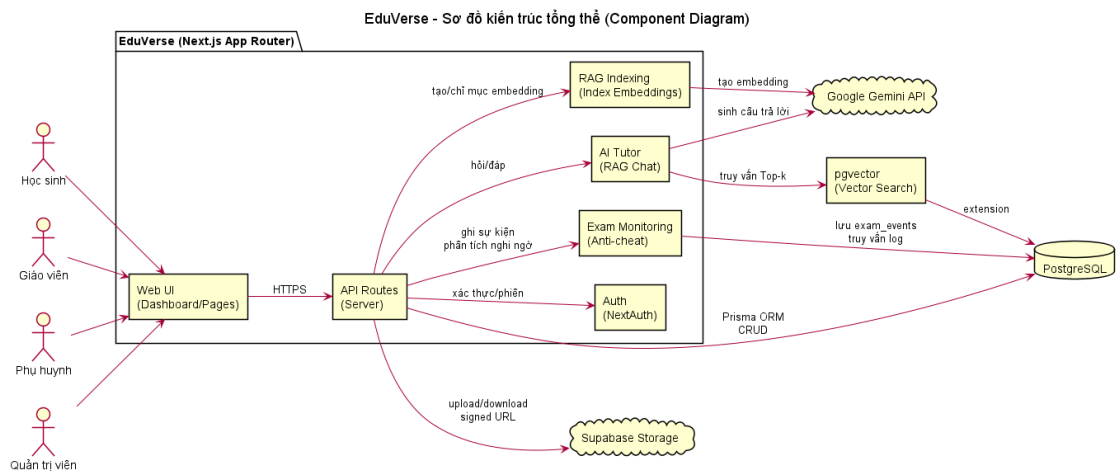 EduVerse - Sơ đồ kiến trúc tổng thể (Component Diagram)
EduVerse (Next.js App Router)
RAG Indexing
(Index Embeddings)
tạo embedding
Google Gemini API
tạo/chỉ mục embedding
sinh câu trả lời
AI Tutor
(RAG Chat)
hỏi/đáp
truy vấn Top-k
pgvector
(Vector Search)
extension
Học sinh
Exam Monitoring
(Anti-cheat)
ghi sự kiện
phân tích nghi ngờ
lưu exam_events
truy vấn log
PostgreSQL
Giáo viên
Web UI
(Dashboard/Pages)
HTTPS
API Routes
(Server)
xác thực/phiên
Auth
(NextAuth)
Prisma ORM
CRUD
Phụ huynh
upload/download
signed URL
Supabase Storage
Quản trị viên